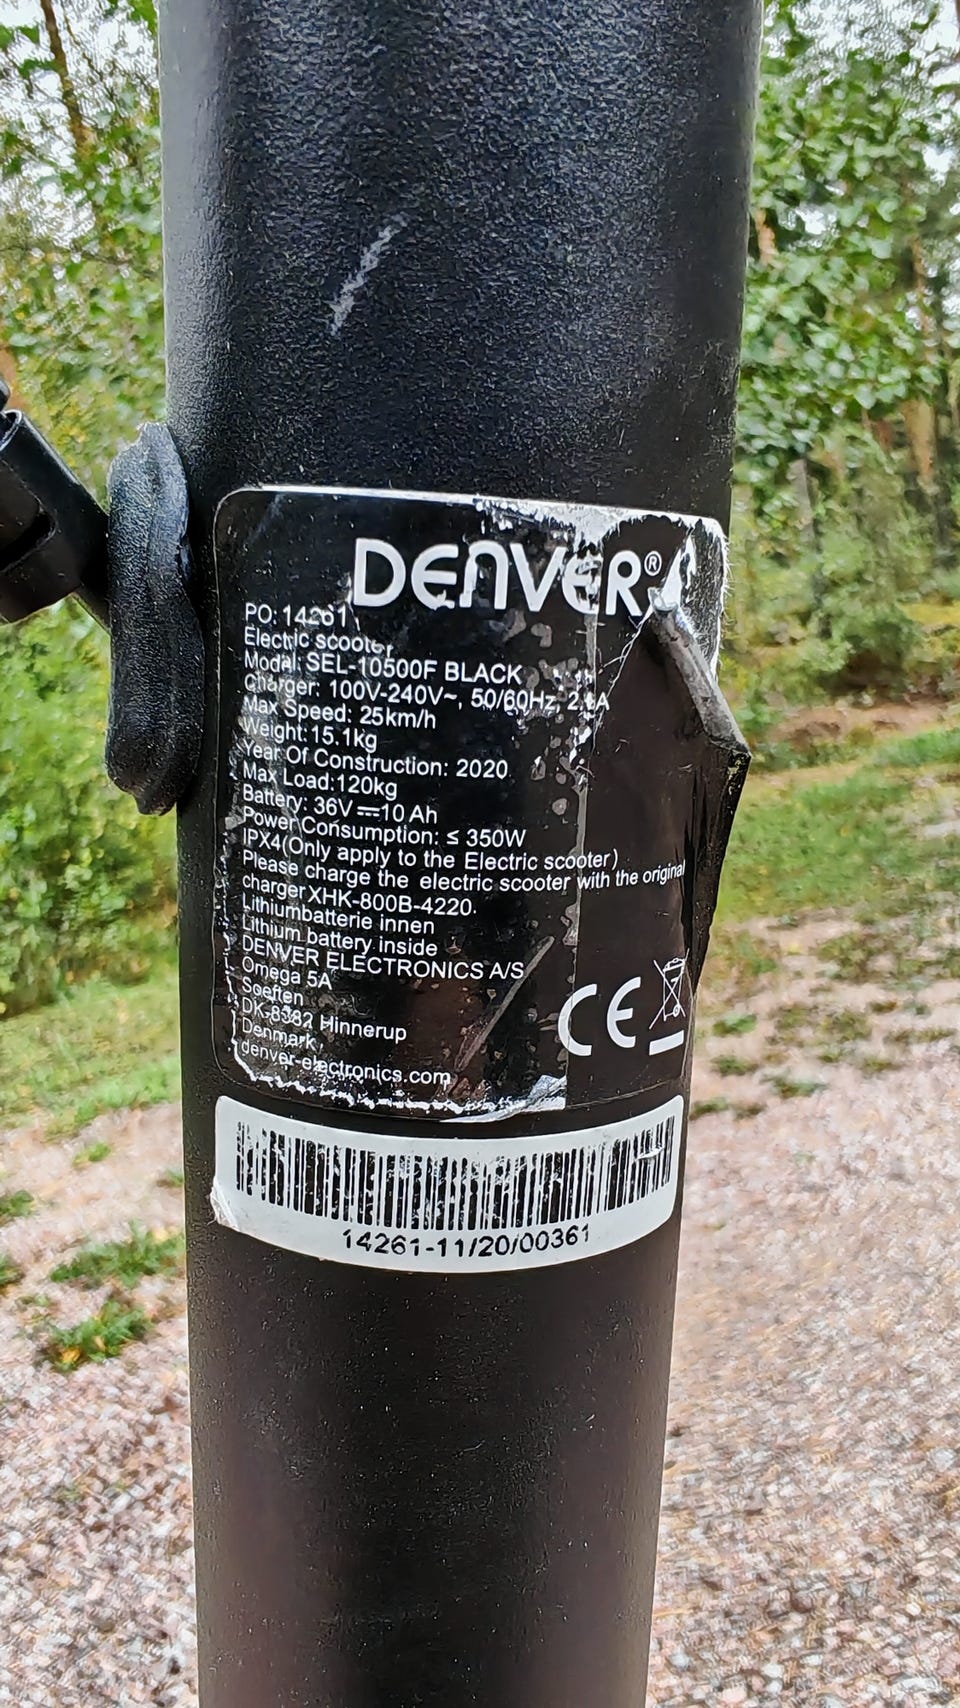 DENVER®
PO: 14261
Electric scooter
Model: SEL-10500F BLACK
Charger: 100V-240V~, 50/60Hz, A
Max Speed: 25km/h
Weight: 15.1kg
Year Of Construction: 2020
Max Load:120kg
Battery: 36V⎓10 Ah
Power Consumption: ≤ 350W
IPX4(Only apply to the Electric scooter)
Please charge the electric scooter with the original
charger XHK-800B-4220.
Lithiumbatterie innen
Lithium battery inside
DENVER ELECTRONICS A/S
Omega 5A
Soeften
DK-8382 Hinnerup
Denmark
denver-electronics.com
CE
14261-11/20/00361